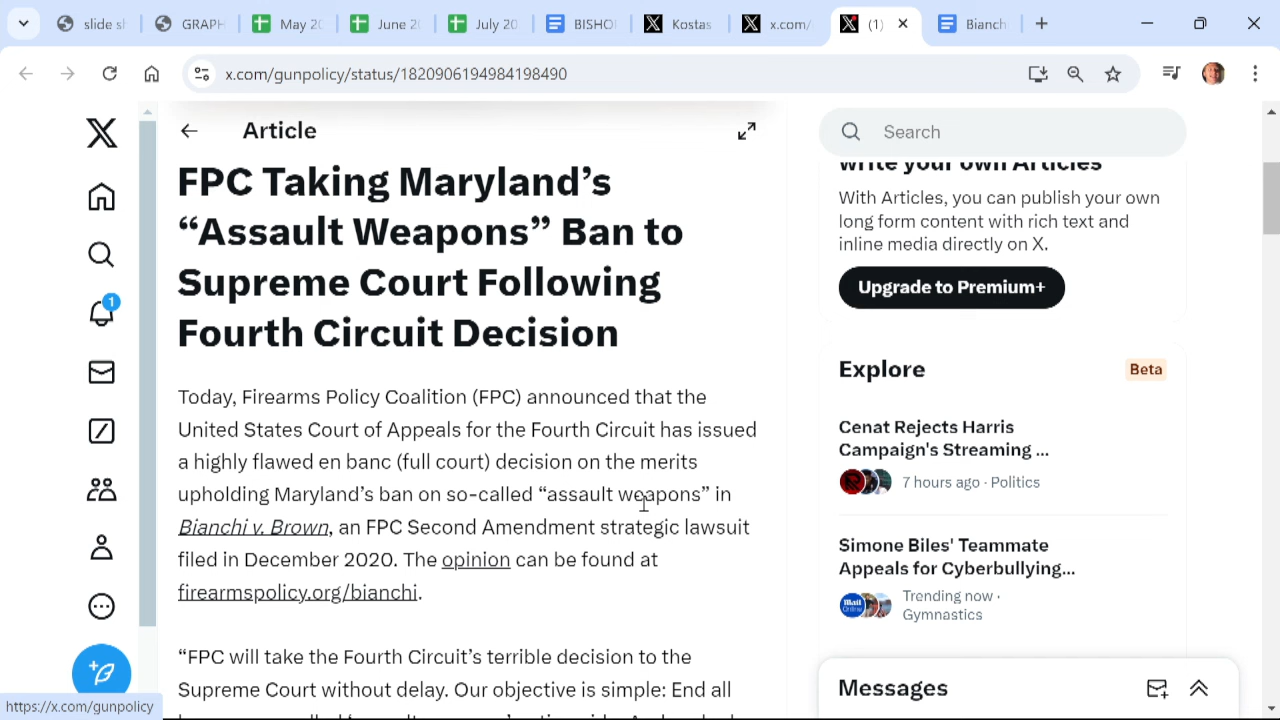 slide s
GRAPH
May 20
June 2
July 20
BISHO
Kostas
x.com/
(1)
Bianch
x.com/gunpolicy/status/1820906194984198490
Article
FPC Taking Maryland’s
“Assault Weapons” Ban to
Supreme Court Following
Fourth Circuit Decision
Today, Firearms Policy Coalition (FPC) announced that the
United States Court of Appeals for the Fourth Circuit has issued
a highly flawed en banc (full court) decision on the merits
upholding Maryland’s ban on so-called “assault weapons” in
Bianchi v. Brown, an FPC Second Amendment strategic lawsuit
filed in December 2020. The opinion can be found at
firearmspolicy.org/bianchi.
“FPC will take the Fourth Circuit’s terrible decision to the
Supreme Court without delay. Our objective is simple: End all
1
https://x.com/gunpolicy
Search
Write your own Articles
With Articles, you can publish your own
long form content with rich text and
inline media directly on X.
Upgrade to Premium+
Explore
Beta
Cenat Rejects Harris
Campaign's Streaming ...
7 hours ago · Politics
Simone Biles' Teammate
Appeals for Cyberbullying...
Trending now ·
Gymnastics
Messages